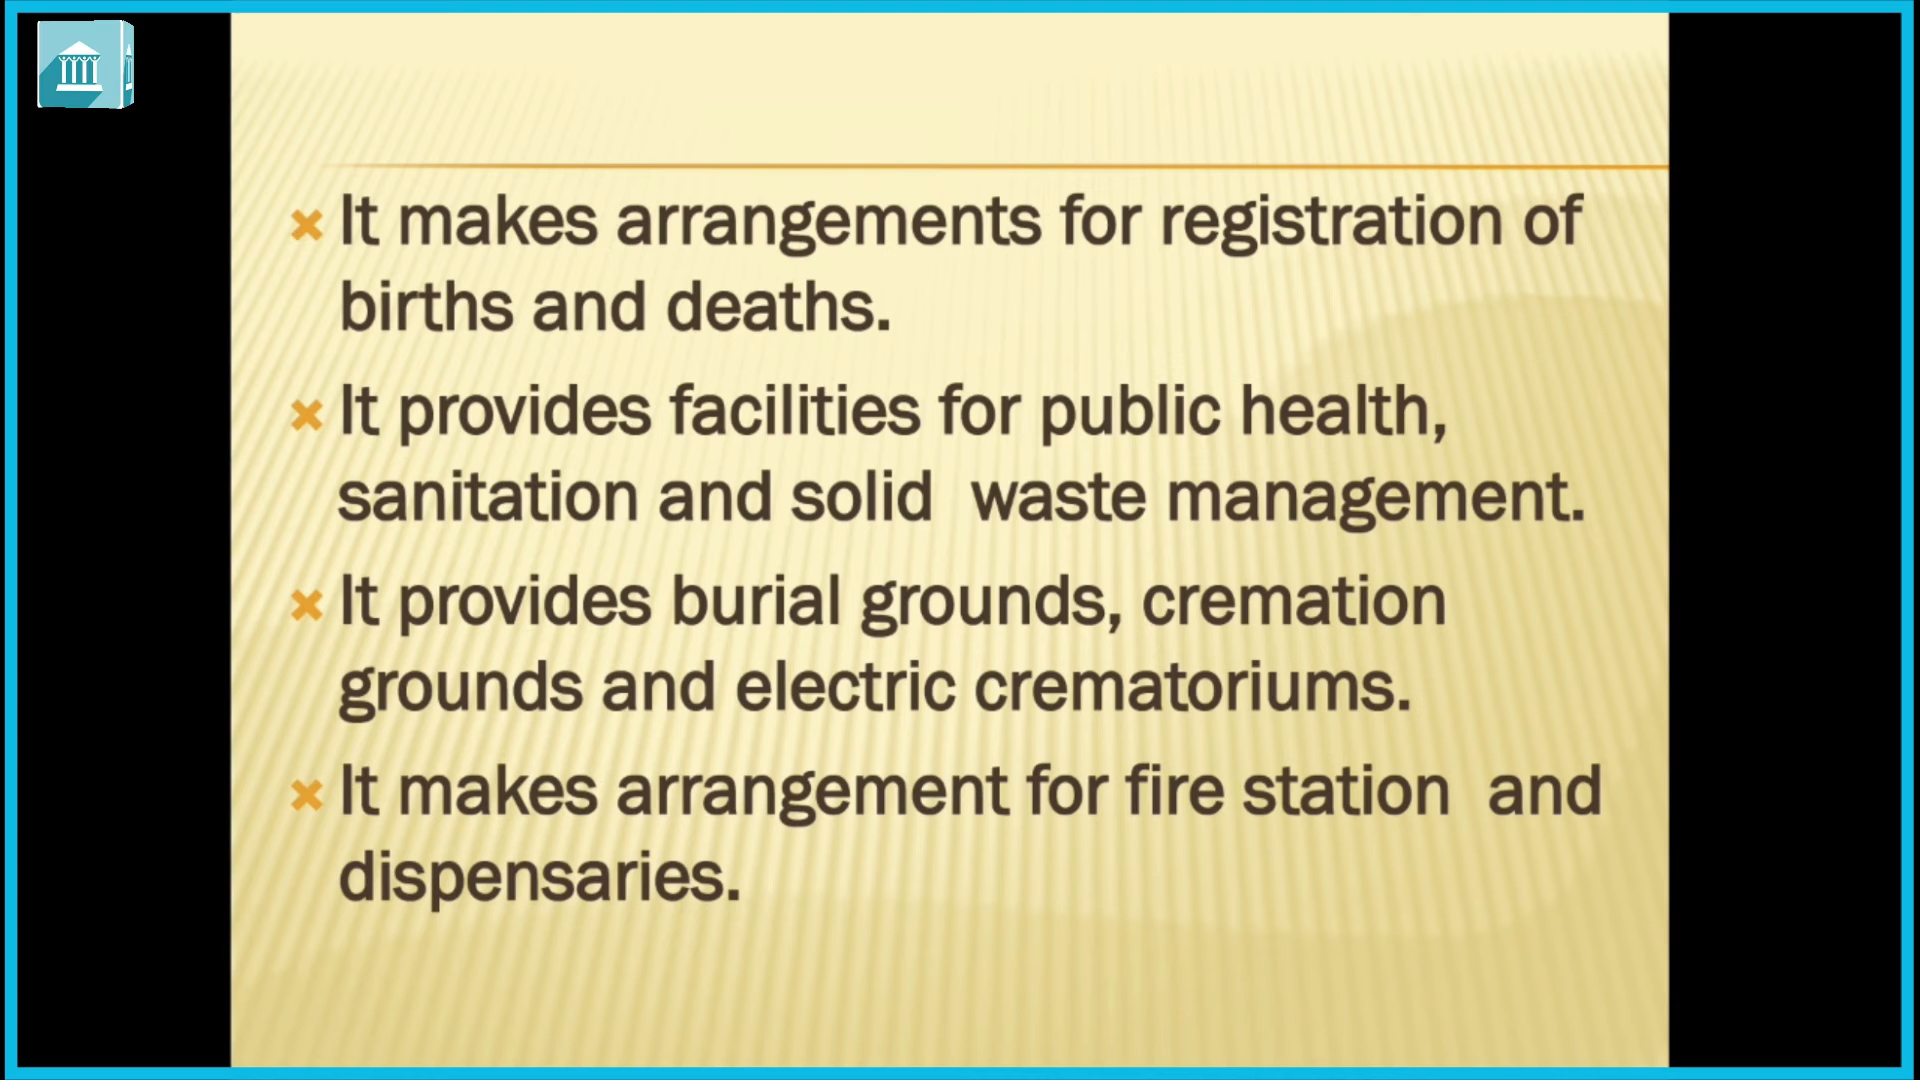 It makes arrangements for registration of
births and deaths.
It provides facilities for public health,
sanitation and solid  waste management.
It provides burial grounds, cremation
grounds and electric crematoriums.
It makes arrangement for fire station  and
dispensaries.